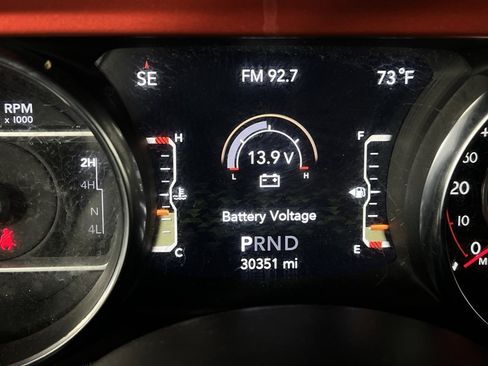 SE FM 92.7 73°F
RPM
x 1000
H F
13.9 V
2H
L H
4H
Battery Voltage
N
PRND
4L
C E
30351 mi
30
20
10
0
M